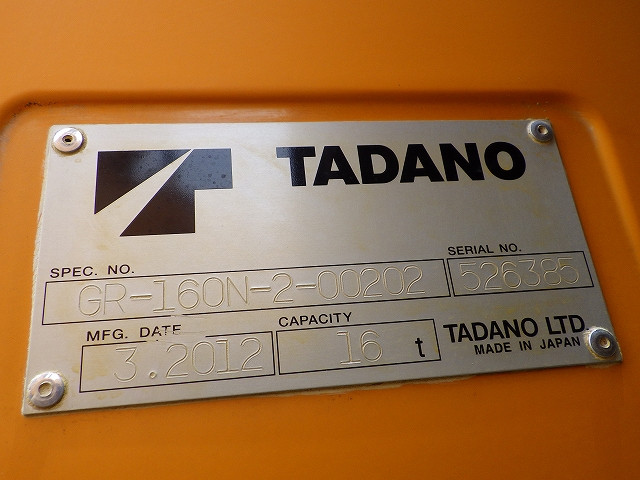 TADANO
SPEC. NO.
GR-160N-2-00202
SERIAL NO.
526385
MFG. DATE
3.2012
CAPACITY
16 t
TADANO LTD.
MADE IN JAPAN